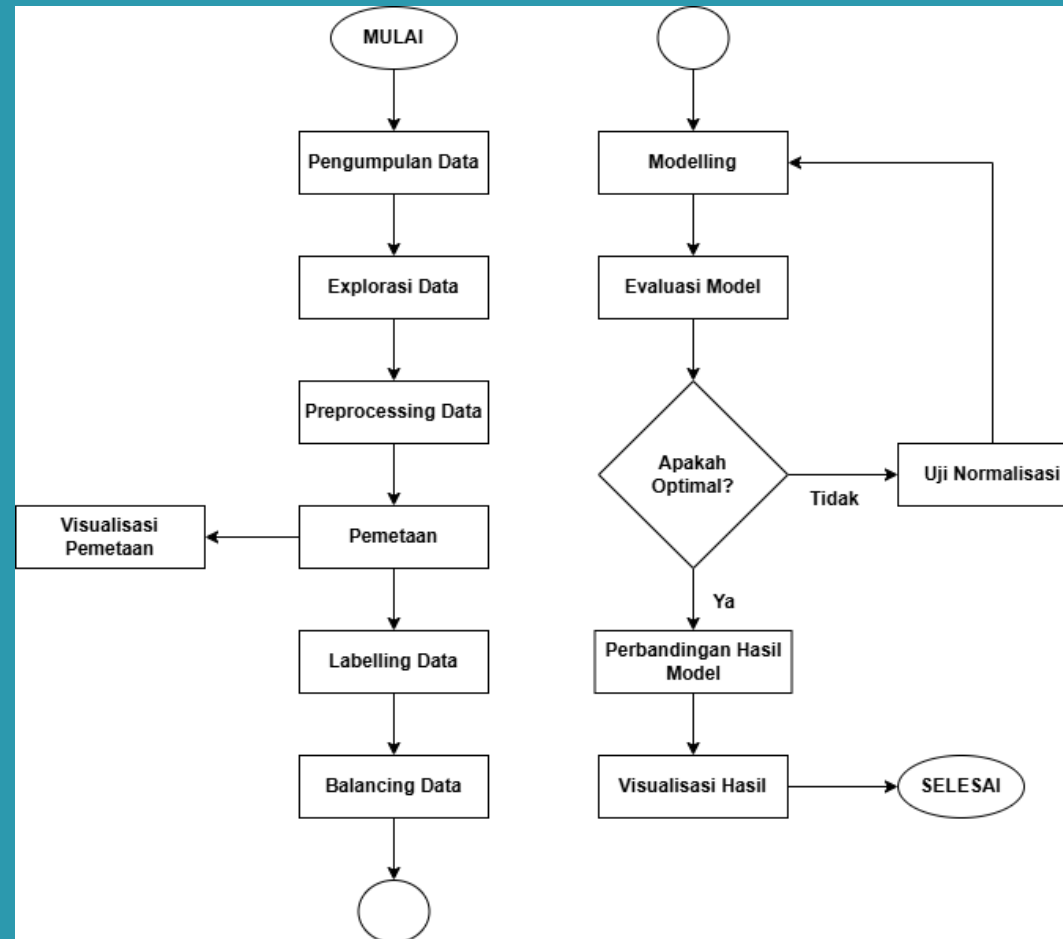 MULAI
Pengumpulan Data
Explorasi Data
Preprocessing Data
Pemetaan
Visualisasi
Pemetaan
Labelling Data
Balancing Data
Modelling
Evaluasi Model
Apakah
Optimal?
Tidak
Uji Normalisasi
Ya
Perbandingan Hasil
Model
Visualisasi Hasil
SELESAI